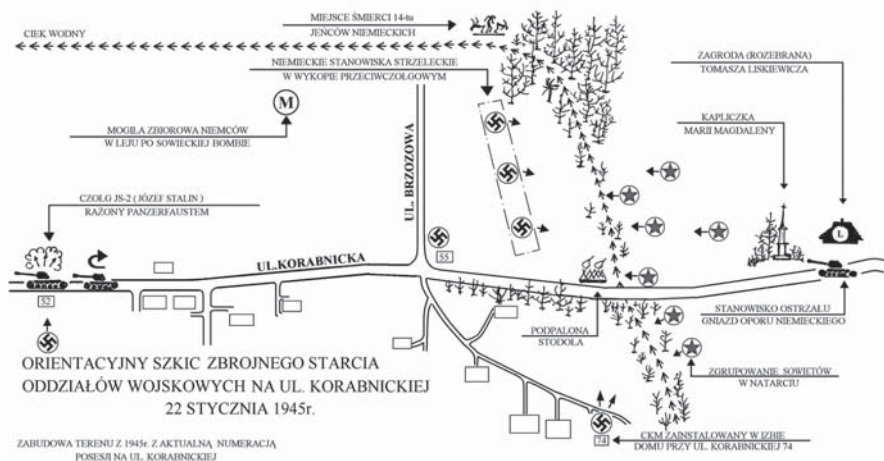 MIEJSCE ŚMIERCI 14-tu
JEŃCÓW NIEMIECKICH
CIEK WODNY
NIEMIECKIE STANOWISKA STRZELECKIE
W WYKOPIE PRZECIWCZOŁGOWYM
ZAGRODA (ROZEBRANA)
TOMASZA LISKIEWICZA
M
KAPLICZKA
MARII MAGDALENY
MOGIŁA ZBIOROWA NIEMCÓW
W LEJU PO SOWIECKIEJ BOMBIE
CZOŁG JS-2 ( JÓZEF STALIN )
RAŻONY PANZERFAUSTEM
UL. BRZOZOWA
L
55
UL.KORABNICKA
52
STANOWISKO OSTRZAŁU
GNIAZD OPORU NIEMIECKIEGO
PODPALONA
STODOŁA
ZGRUPOWANIE SOWIETÓW
W NATARCIU
ORIENTACYJNY SZKIC ZBROJNEGO STARCIA
ODDZIAŁÓW WOJSKOWYCH NA UL. KORABNICKIEJ
22 STYCZNIA 1945r.
74
CKM ZAINSTALOWANY W IZBIE
DOMU PRZY UL. KORABNICKIEJ 74
ZABUDOWA TERENU Z 1945r. Z AKTUALNĄ NUMERACJĄ
POSESJI NA UL. KORABNICKIEJ